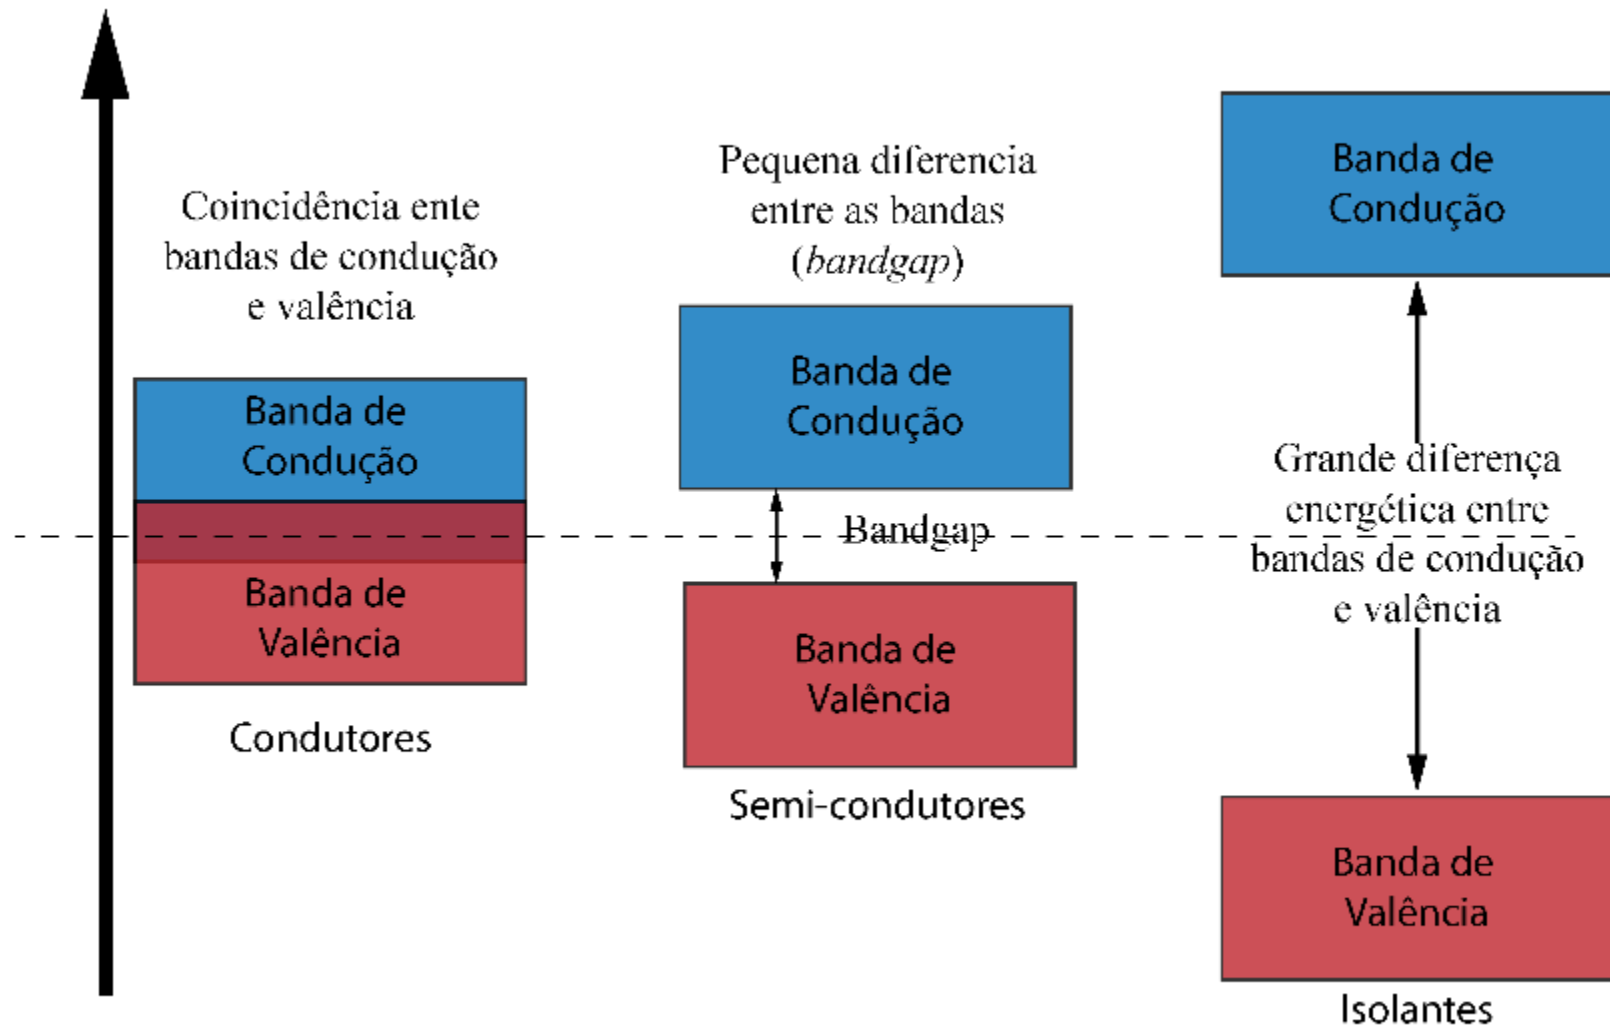 Coincidência ente
bandas de condução
e valência
Banda de
Condução
Banda de
Valência
Condutores
Pequena diferencia
entre as bandas
(bandgap)
Banda de
Condução
Bandgap
Banda de
Valência
Semi-condutores
Banda de
Condução
Grande diferença
energética entre
bandas de condução
e valência
Banda de
Valência
Isolantes